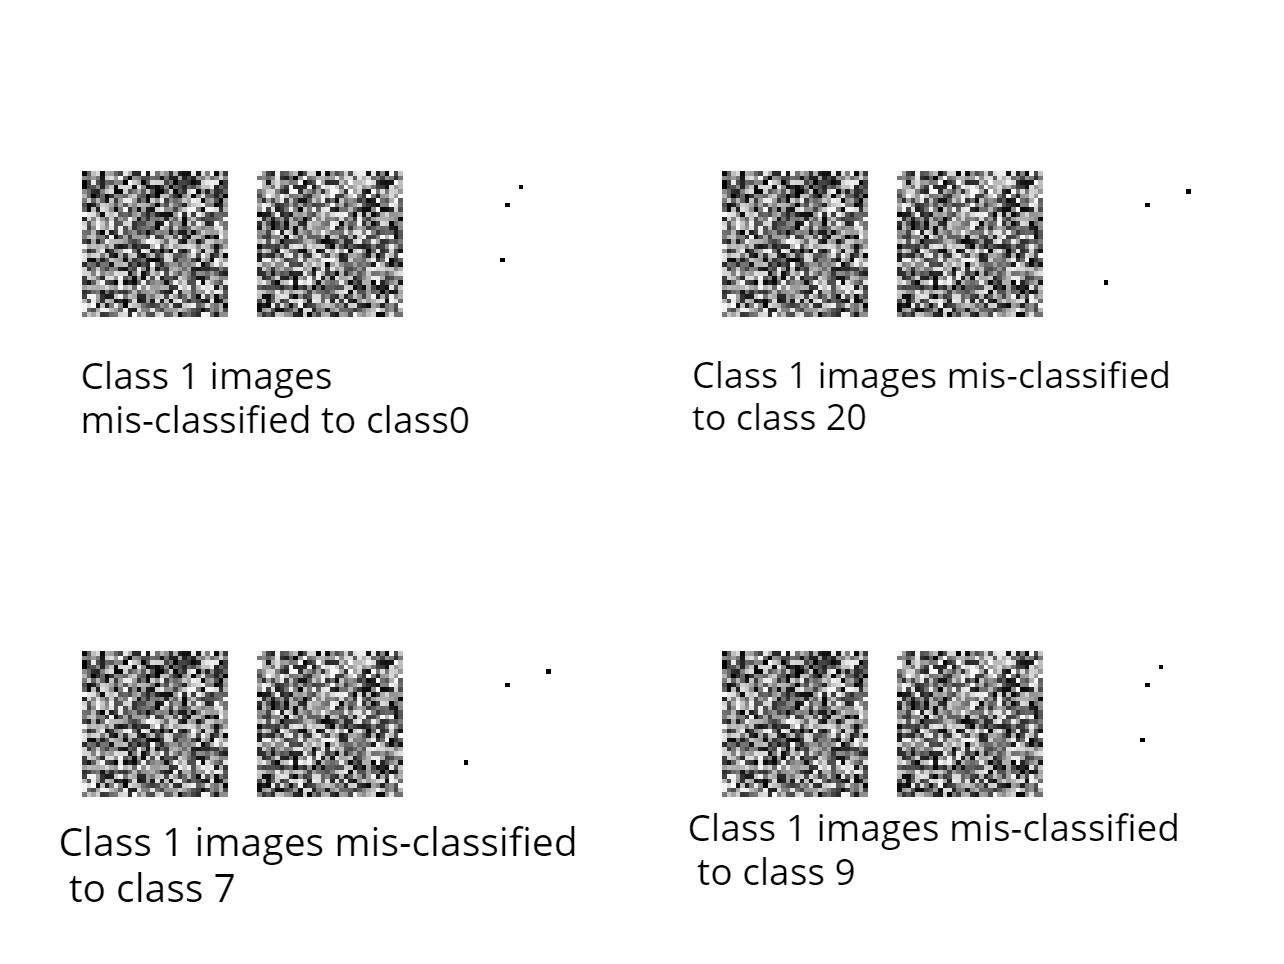 Class 1 images
mis-classified to class0
Class 1 images mis-classified
to class 20
Class 1 images mis-classified
to class 7
Class 1 images mis-classified
to class 9